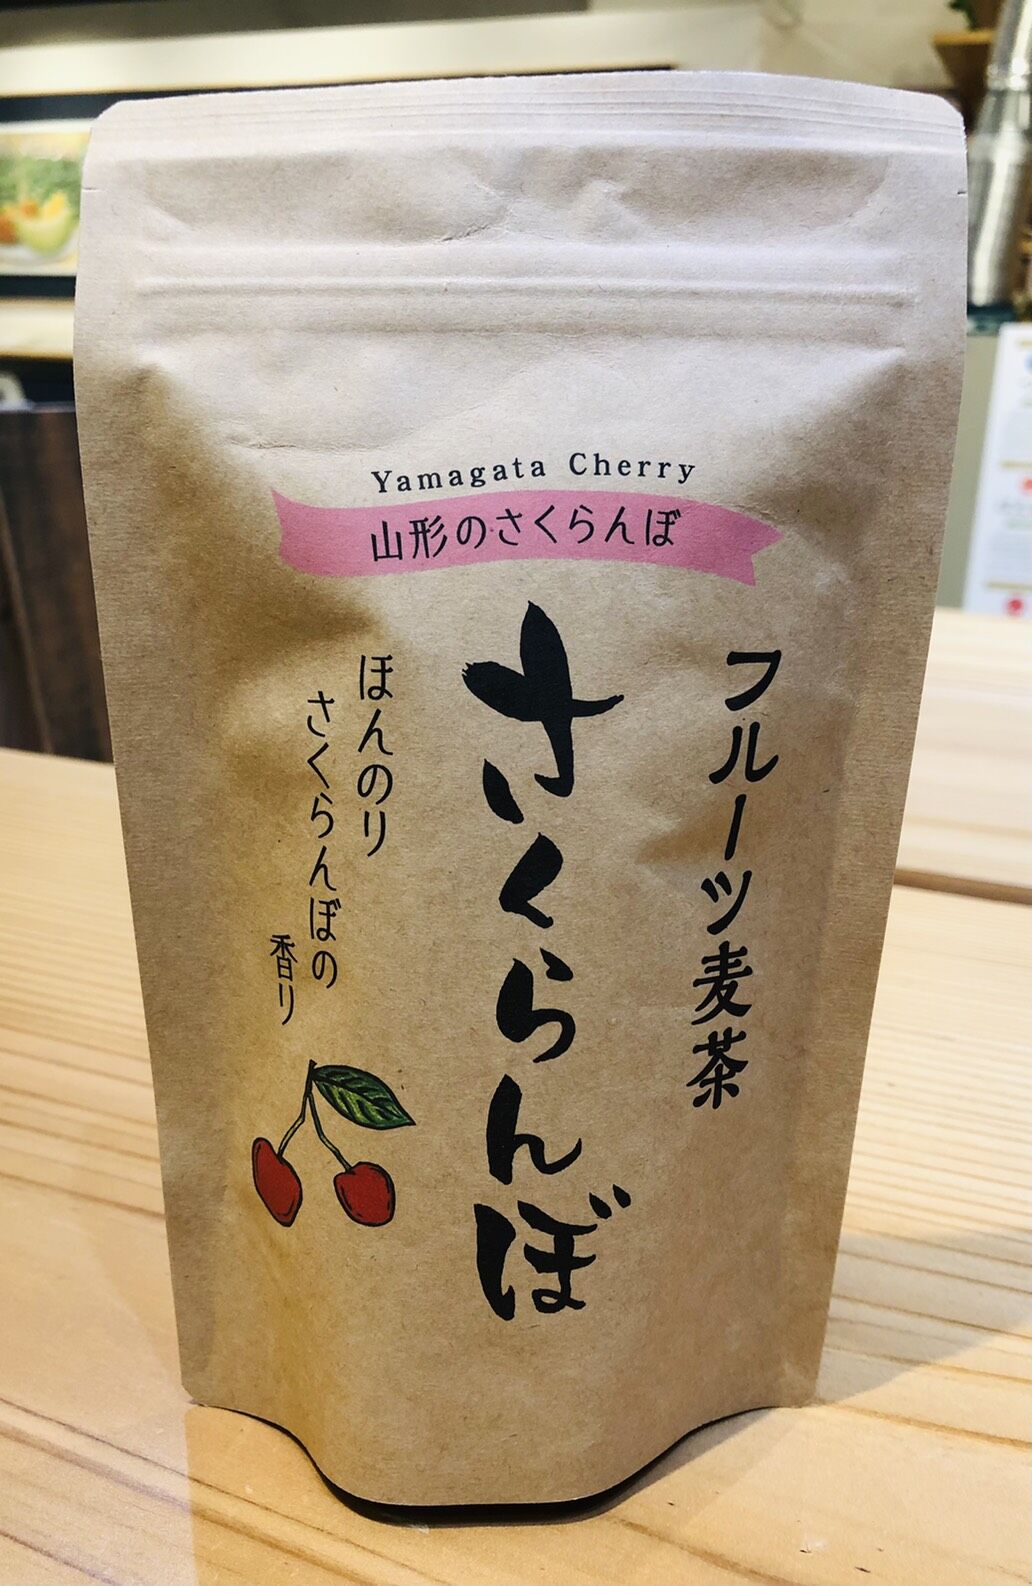 Yamagata Cherry
山形のさくらんぼ
フルーツ麦茶
さくらんぼ
ほんのり
さくらんぼの
香り